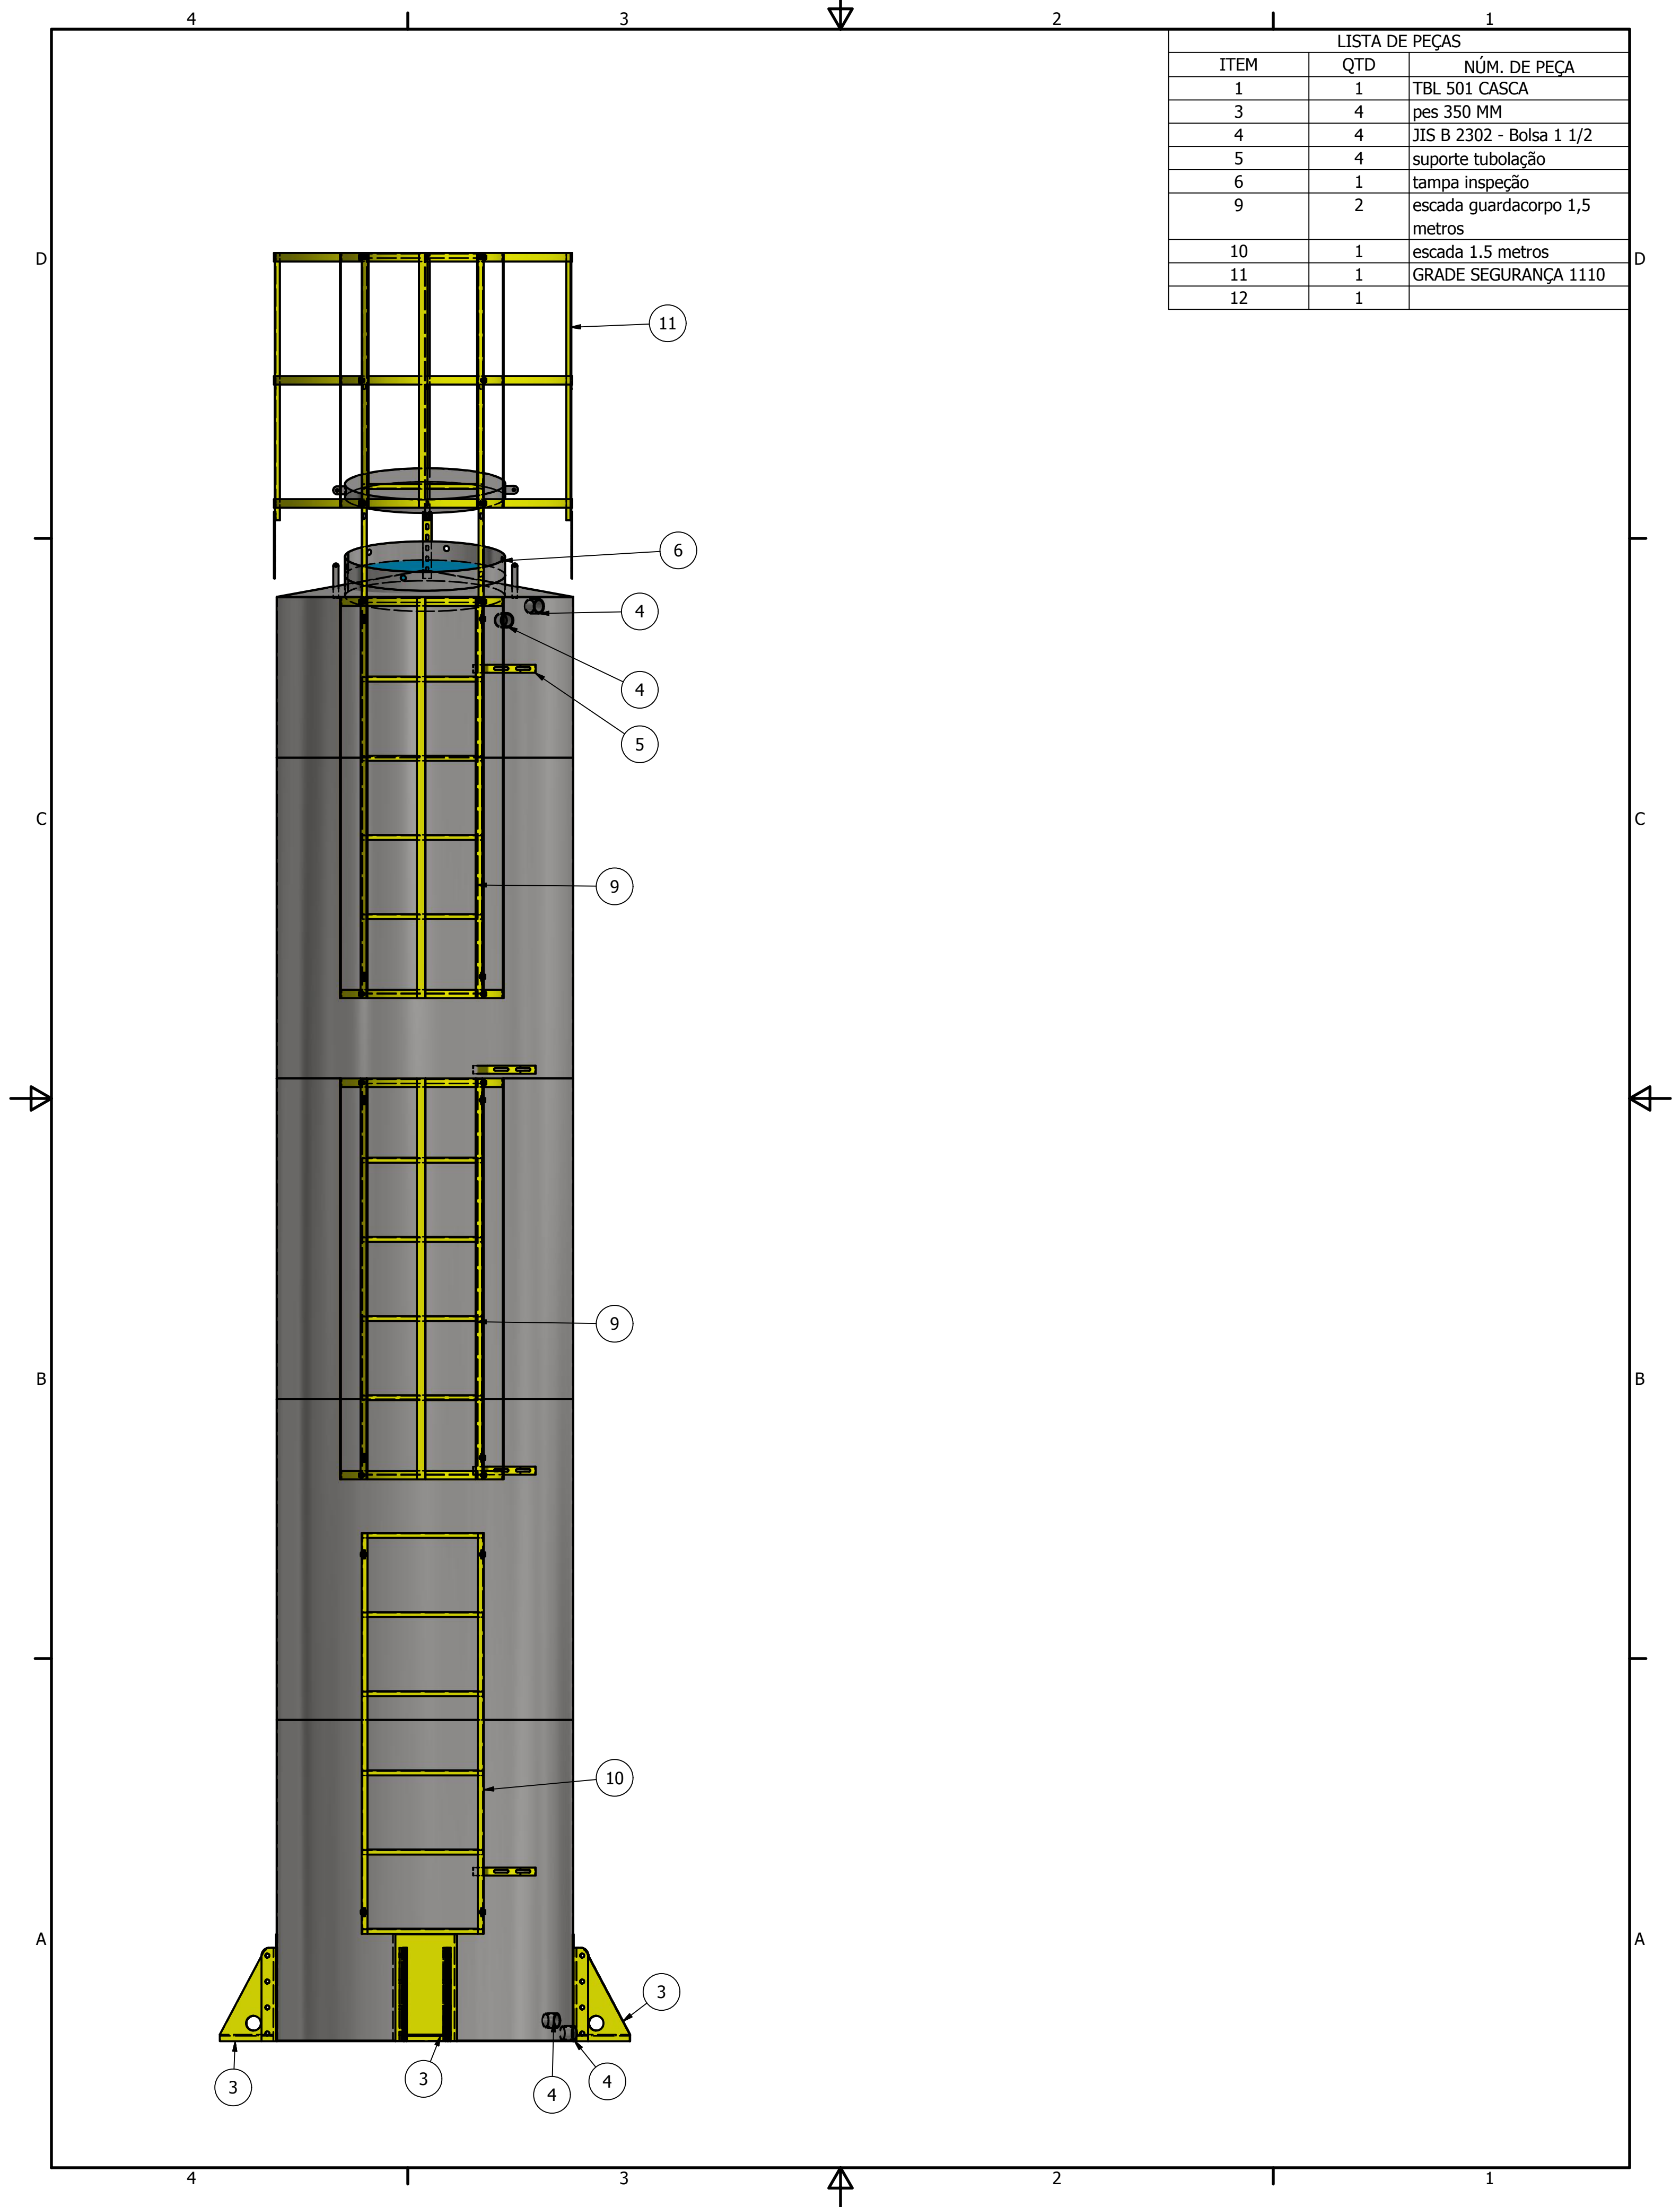 4 3 2 1
LISTA DE PEÇAS
ITEM QTD NÚM. DE PEÇA
1 1 TBL 501 CASCA
3 4 pes 350 MM
4 4 JIS B 2302 - Bolsa 1 1/2
5 4 suporte tubolação
6 1 tampa inspeção
9 2 escada guardacorpo 1,5
metros
10 1 escada 1.5 metros
11 1 GRADE SEGURANÇA 1110
12 1
D D
11
6
4
4
5
C C
9
9
B B
10
A A
3
3
3
4
4
4 3 2 1